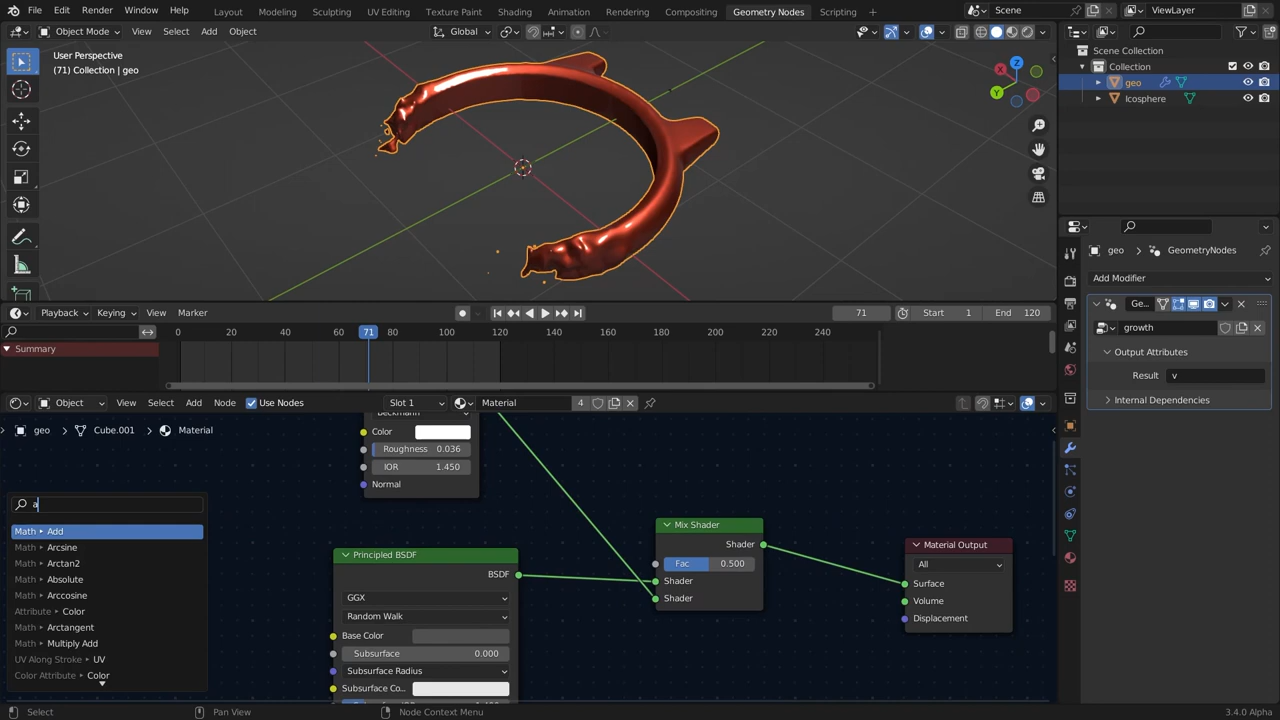 File Edit Render Window Help Layout Modeling Sculpting UV Editing Texture Paint Shading Animation Rendering Compositing Geometry Nodes Scripting Scene ViewLayer
Object Mode View Select Add Object Global
User Perspective
(71) Collection | geo
X
Y
Z
Scene Collection
Collection
geo
Icosphere
geo GeometryNodes
Add Modifier
Ge...
growth
Output Attributes
Result v
Internal Dependencies
Playback Keying View Marker 71 Start 1 End 120
0 20 40 60 71 80 100 120 140 160 180 200 220 240
Summary
Object View Select Add Node Use Nodes Slot 1 Material 4
geo Cube.001 Material
Color
Roughness 0.036
IOR 1.450
Normal
a
Math Add
Math Arcsine
Math Arctan2
Math Absolute
Math Arccosine
Attribute Color
Math Arctangent
Math Multiply Add
UV Along Stroke UV
Color Attribute Color
Principled BSDF
BSDF
GGX
Random Walk
Base Color
Subsurface 0.000
Subsurface Radius
Subsurface Co...
Mix Shader
Shader
Fac 0.500
Shader
Shader
Material Output
All
Surface
Volume
Displacement
Select Pan View Node Context Menu 3.4.0 Alpha